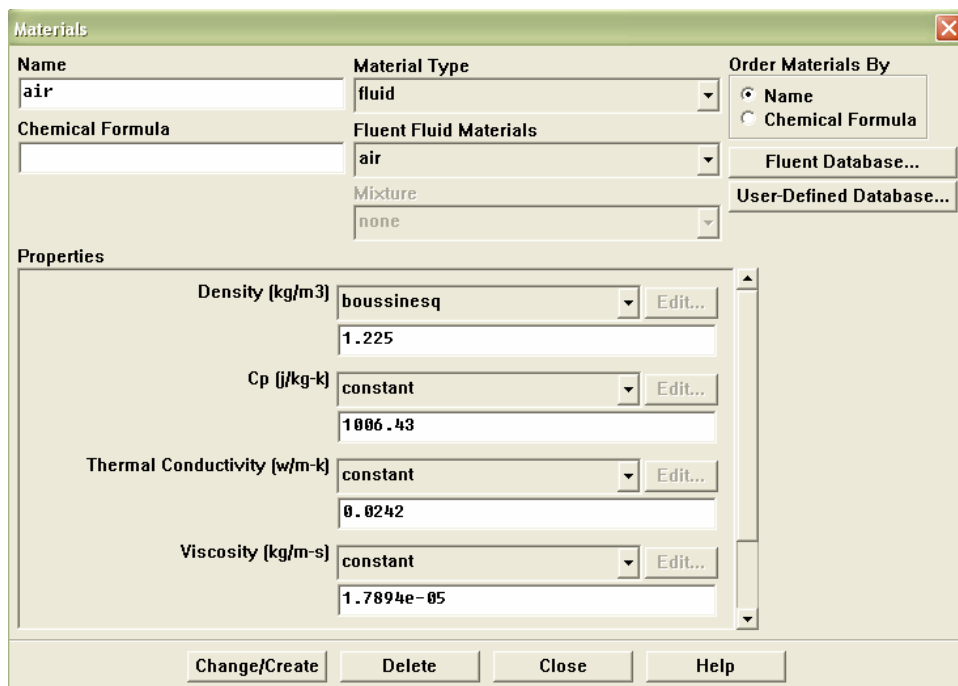 Materials
Name
air
Chemical Formula
Material Type
fluid
Fluent Fluid Materials
air
Mixture
none
Order Materials By
Name
Chemical Formula
Fluent Database...
User-Defined Database...
Properties
Density (kg/m3)
boussinesq
Edit...
1.225
Cp (j/kg-k)
constant
Edit...
1006.43
Thermal Conductivity (w/m-k)
constant
Edit...
0.0242
Viscosity (kg/m-s)
constant
Edit...
1.7894e-05
Change/Create
Delete
Close
Help